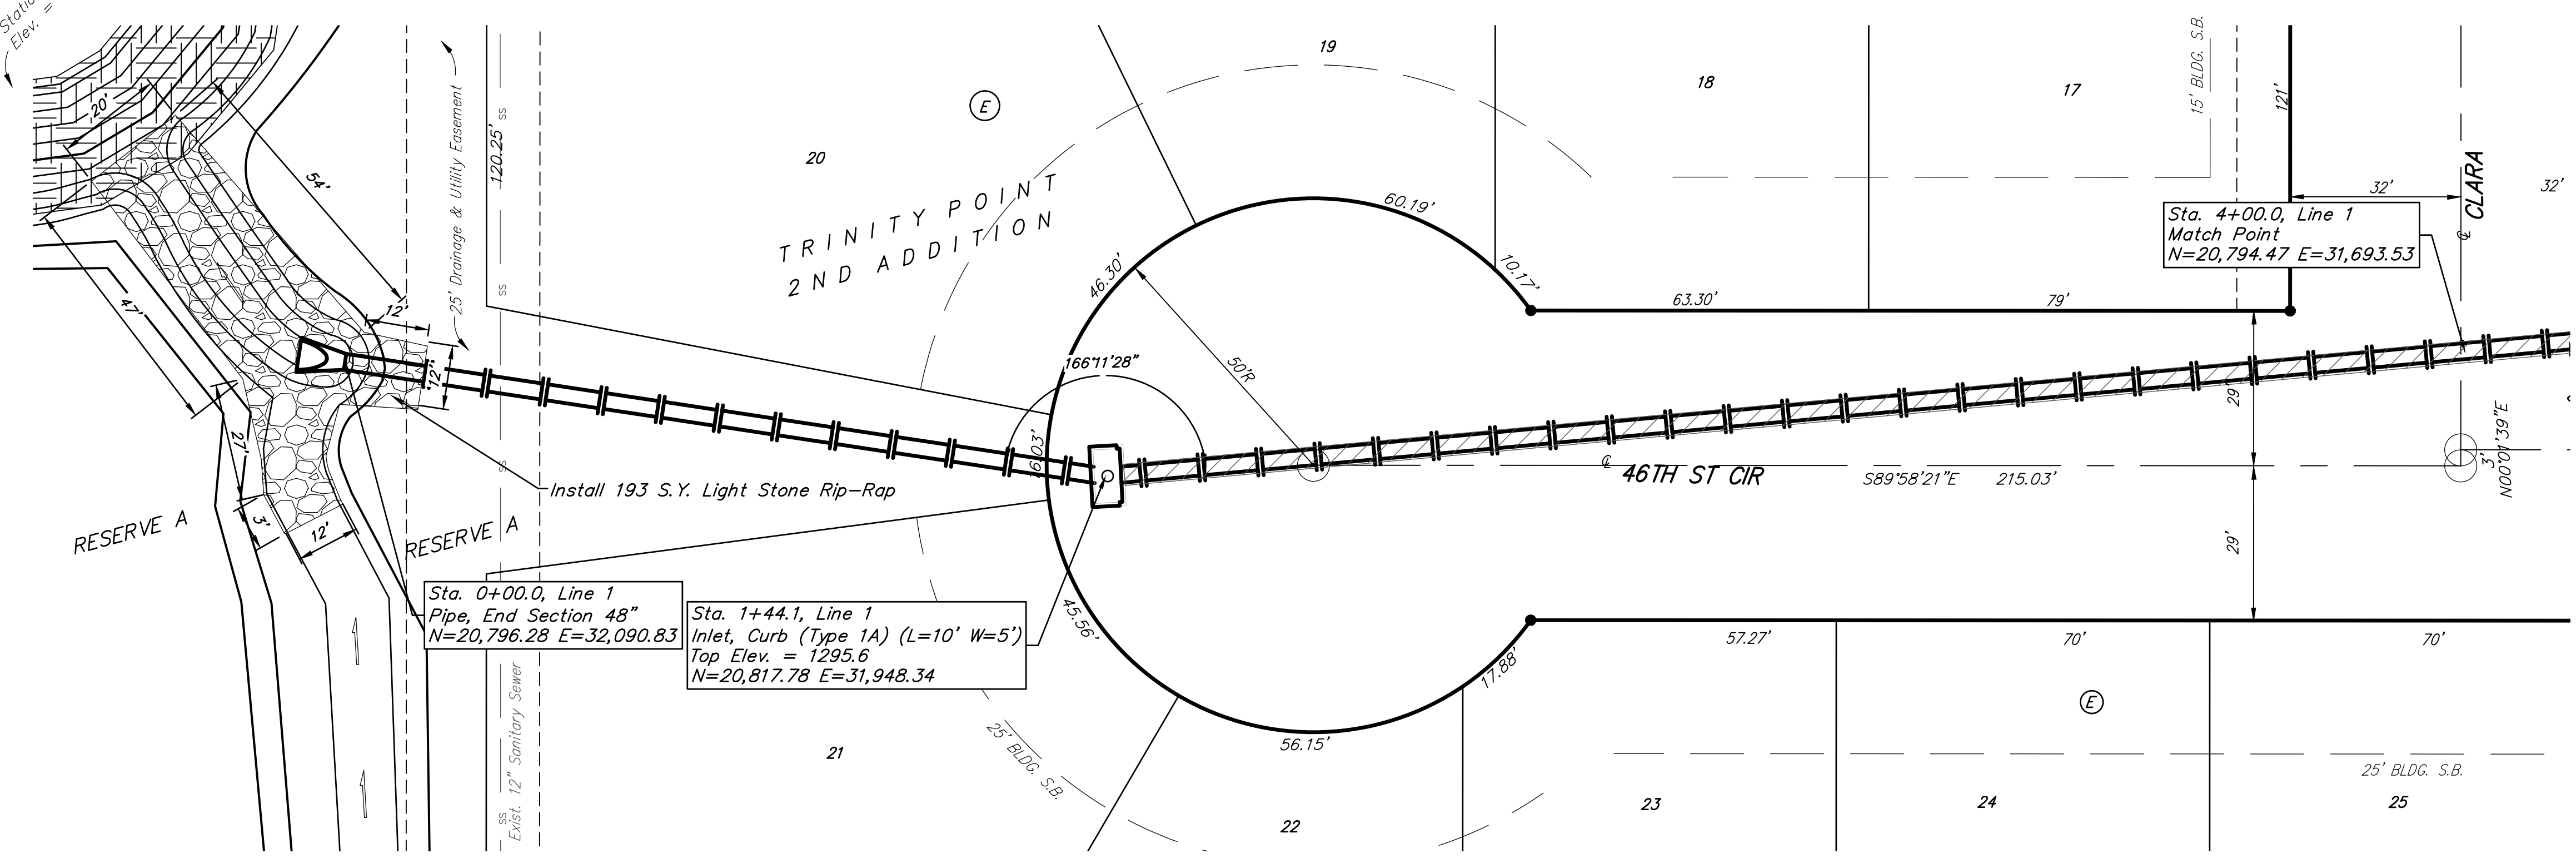 Station
Elev. =
20'
54'
47'
27'
3'
12'
12'
12'
25' Drainage & Utility Easement
120.25'
SS
SS
SS
SS
Exist. 12" Sanitary Sewer
RESERVE A
RESERVE A
Install 193 S.Y. Light Stone Rip-Rap
Sta. 0+00.0, Line 1
Pipe, End Section 48"
N=20,796.28 E=32,090.83
Sta. 1+44.1, Line 1
Inlet, Curb (Type 1A) (L=10' W=5')
Top Elev. = 1295.6
N=20,817.78 E=31,948.34
20
E
19
18
17
TRINITY POINT
2ND ADDITION
46.30'
60.19'
10.17'
50'R
166°11'28"
16.03'
45.56'
56.15'
17.88'
25' BLDG. S.B.
21
22
63.30'
79'
15' BLDG. S.B.
121'
32'
32'
℄ CLARA
Sta. 4+00.0, Line 1
Match Point
N=20,794.47 E=31,693.53
29'
29'
℄ 46TH ST CIR
S89°58'21"E 215.03'
3'
N00°01'39"E
57.27'
70'
70'
E
25' BLDG. S.B.
23
24
25